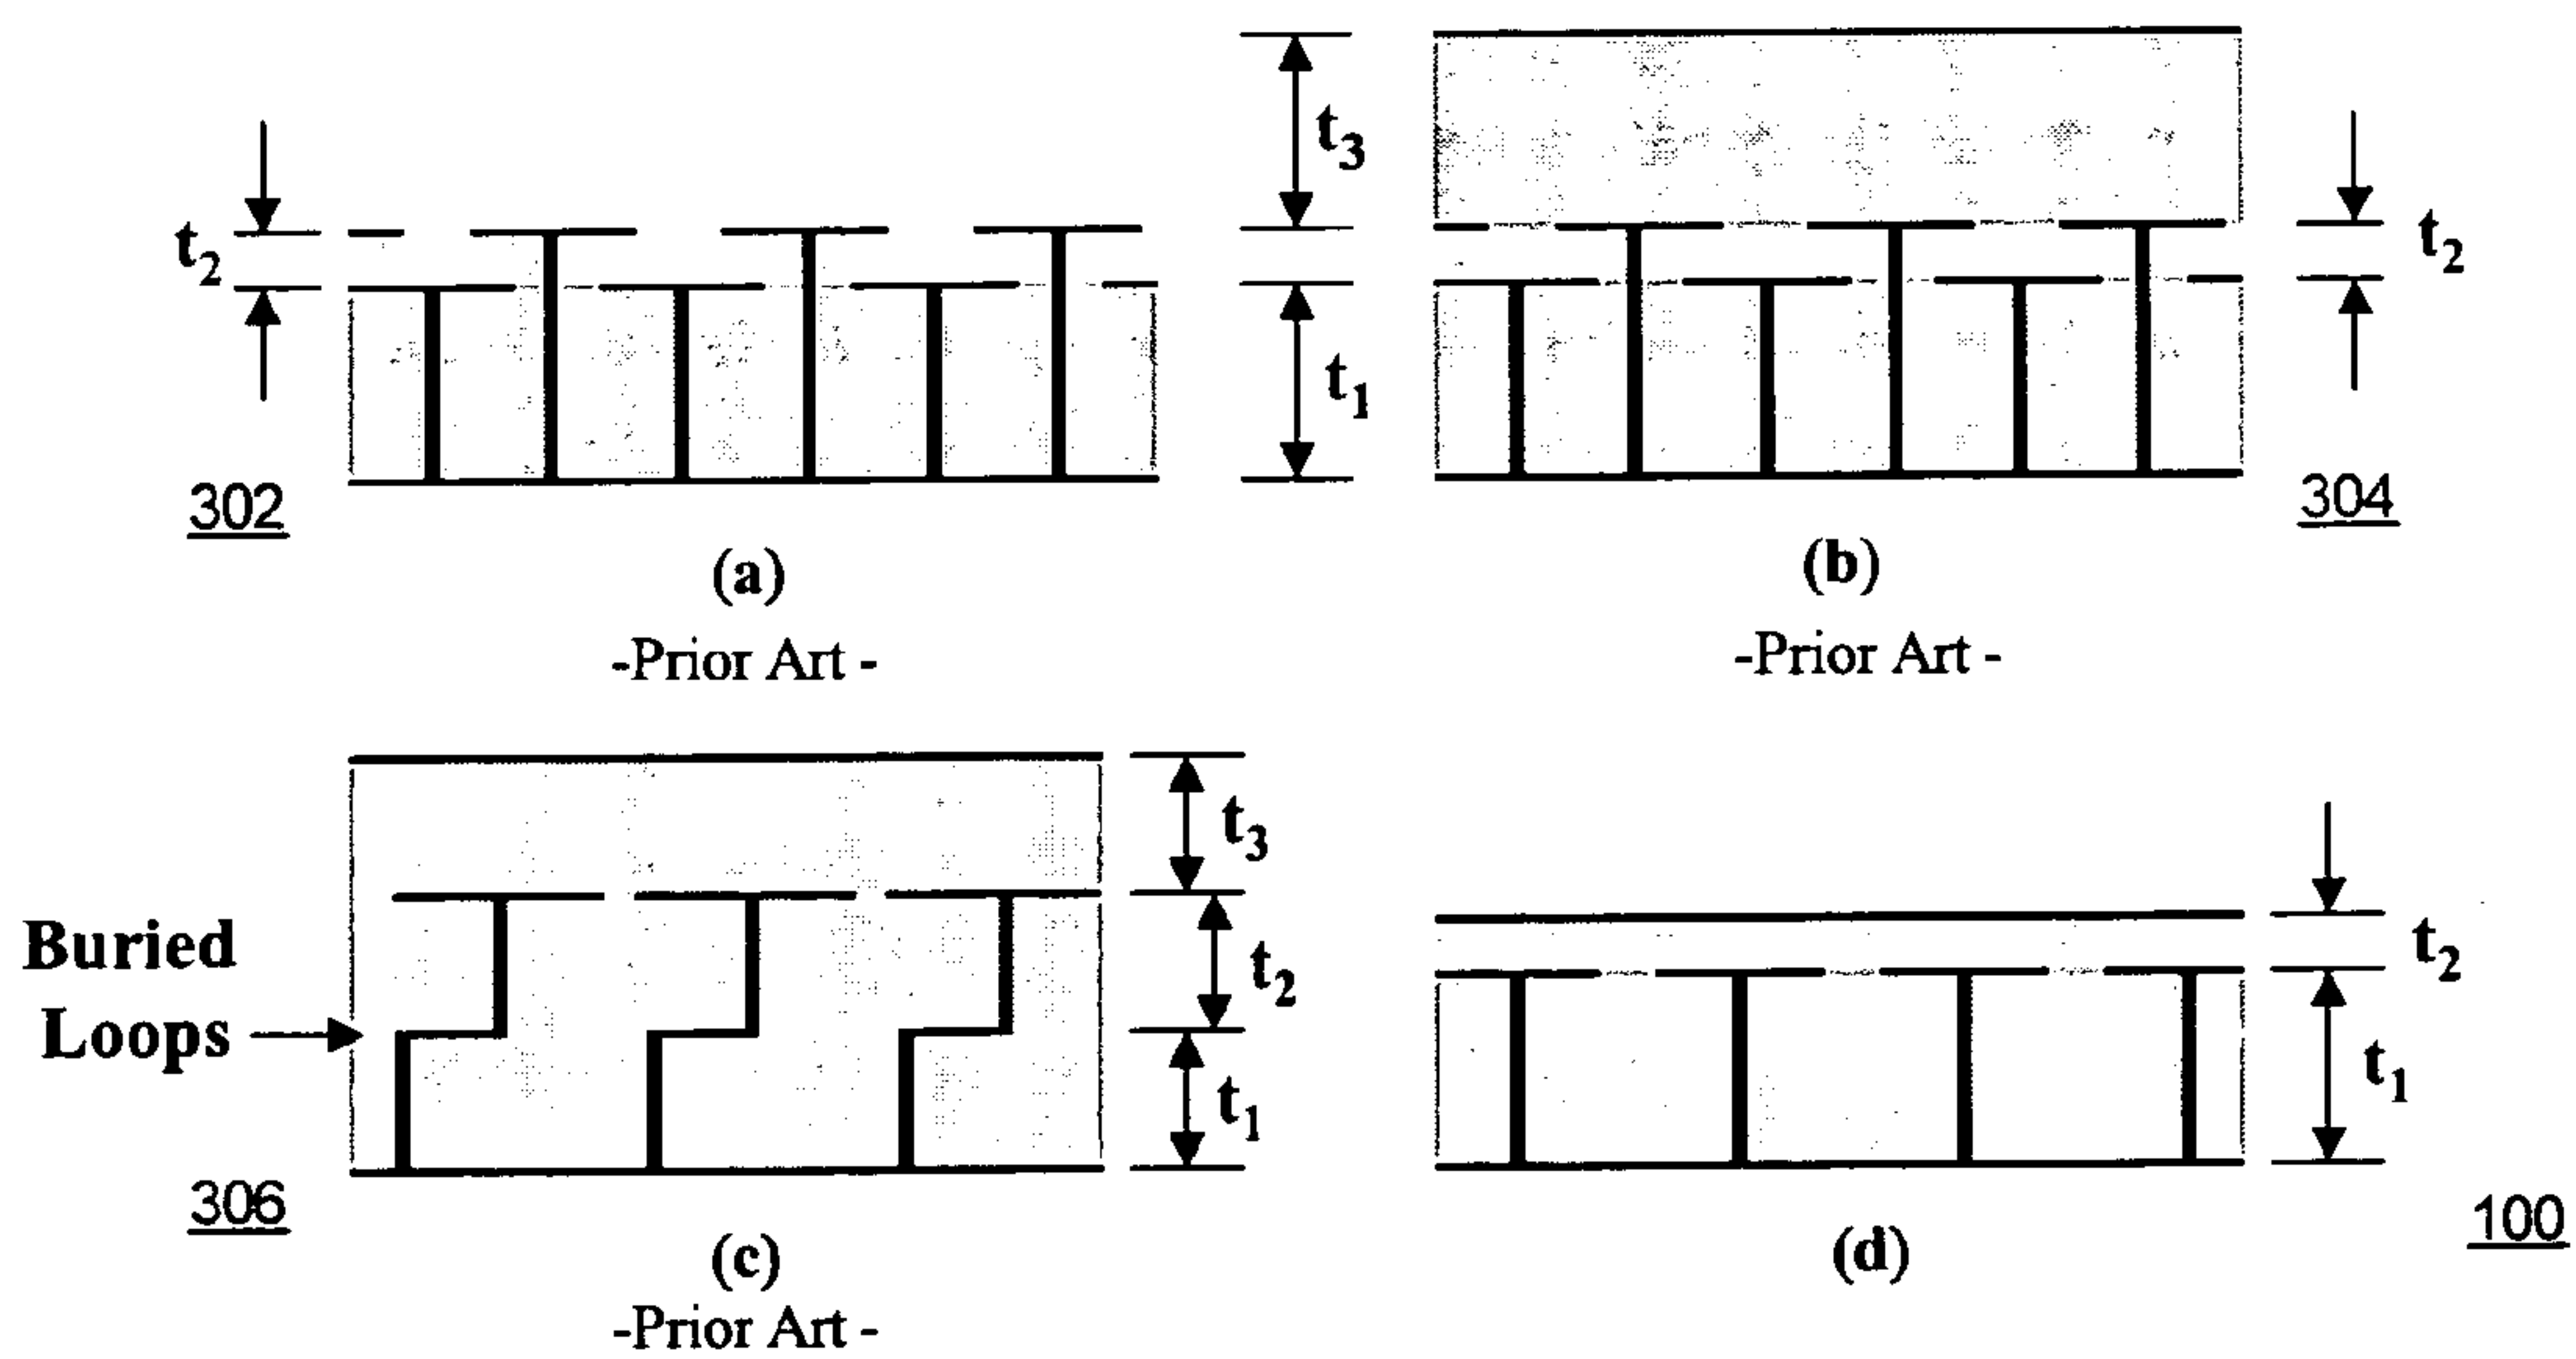 t3
t2
t2
t1
302
304
(a)
(b)
-Prior Art -
-Prior Art -
t3
Buried
Loops
t2
t2
t1
t1
306
100
(c)
(d)
-Prior Art -